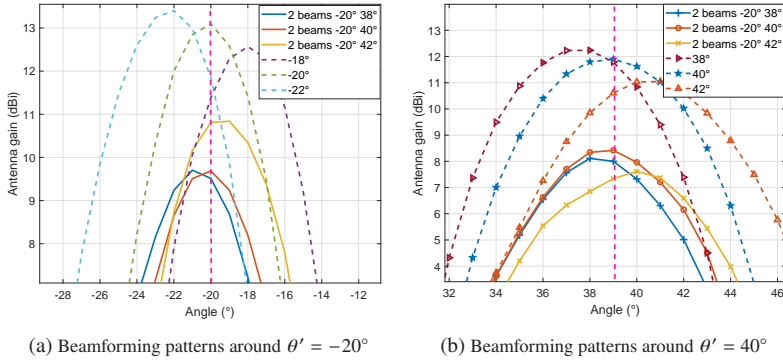 13
12
11
10
9
8
Antenna gain (dBi)
-28 -26 -24 -22 -20 -18 -16 -14 -12
Angle (°)
2 beams -20° 38°
2 beams -20° 40°
2 beams -20° 42°
-18°
-20°
-22°
(a) Beamforming patterns around θ′ = −20°
13
12
11
10
9
8
7
6
5
4
Antenna gain (dBi)
32 34 36 38 40 42 44 46
Angle (°)
2 beams -20° 38°
2 beams -20° 40°
2 beams -20° 42°
38°
40°
42°
(b) Beamforming patterns around θ′ = 40°